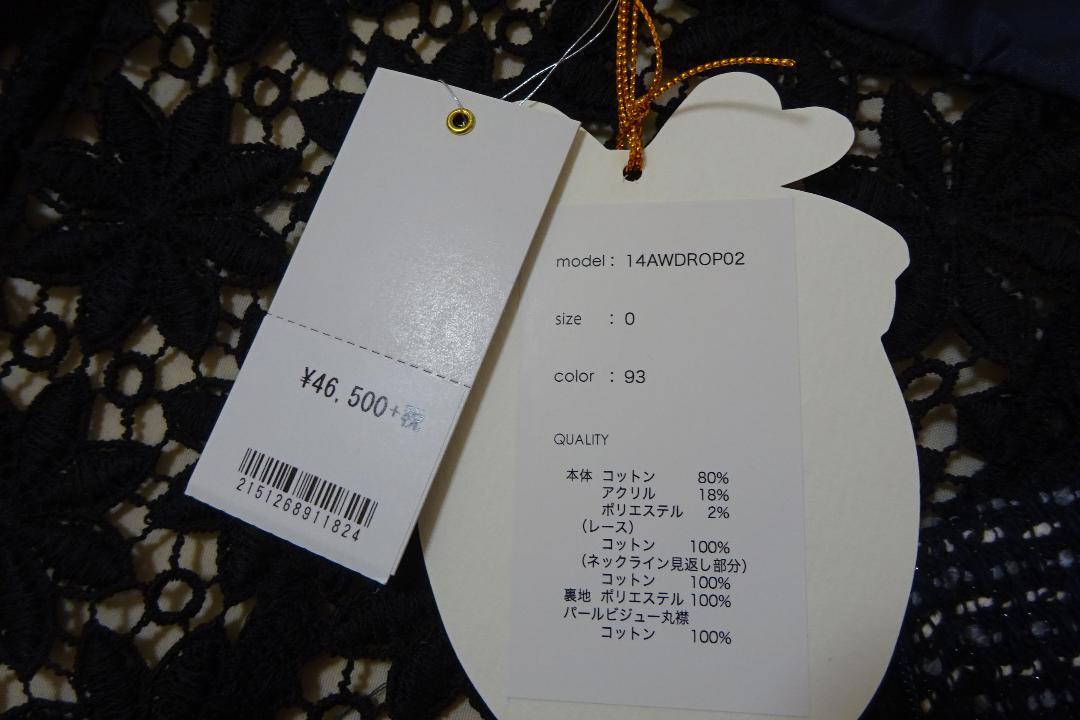 ¥46,500+税
2151268911824
model : 14AWDROP02
size : 0
color : 93
QUALITY
本体 コットン 80%
アクリル 18%
ポリエステル 2%
(レース)
コットン 100%
(ネックライン見返し部分)
コットン 100%
裏地 ポリエステル 100%
パールビジュー丸襟
コットン 100%